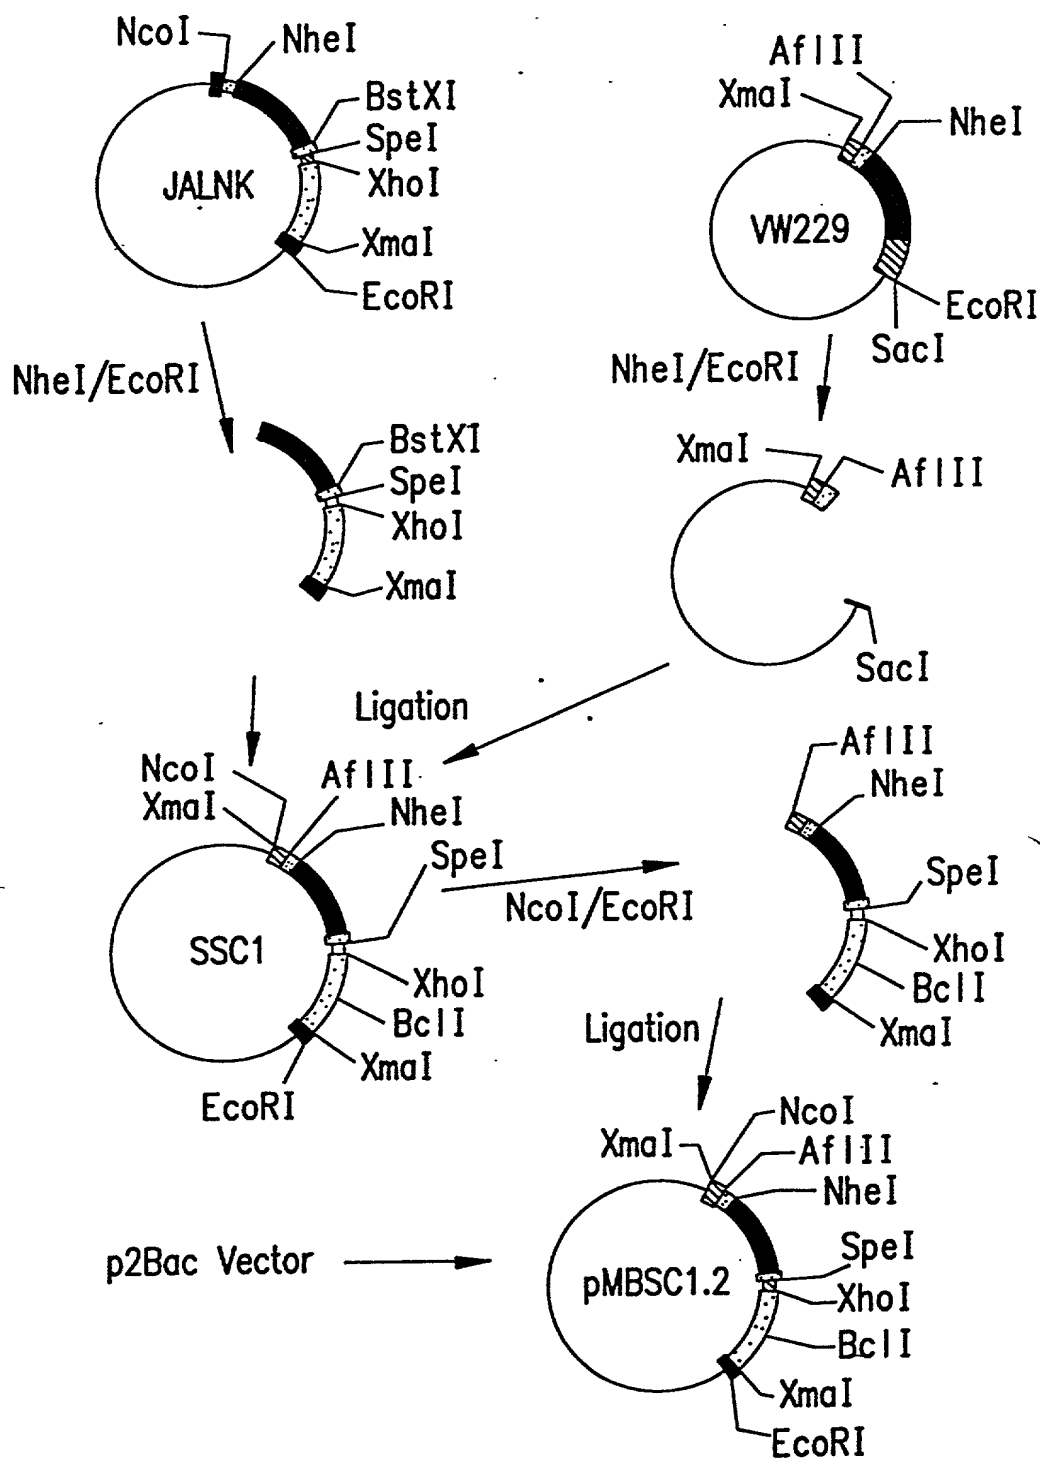 NcoI
NheI
BstXI
SpeI
XhoI
JALNK
XmaI
EcoRI
AflII
XmaI
NheI
VW229
EcoRI
SacI
NheI/EcoRI
NheI/EcoRI
BstXI
SpeI
XhoI
XmaI
XmaI
AflII
SacI
Ligation
NcoI
AflII
XmaI
NheI
SpeI
SSC1
XhoI
BclI
XmaI
EcoRI
NcoI/EcoRI
AflII
NheI
SpeI
XhoI
BclI
XmaI
Ligation
NcoI
XmaI
AflII
NheI
p2Bac Vector
SpeI
pMBSC1.2
XhoI
BclI
XmaI
EcoRI